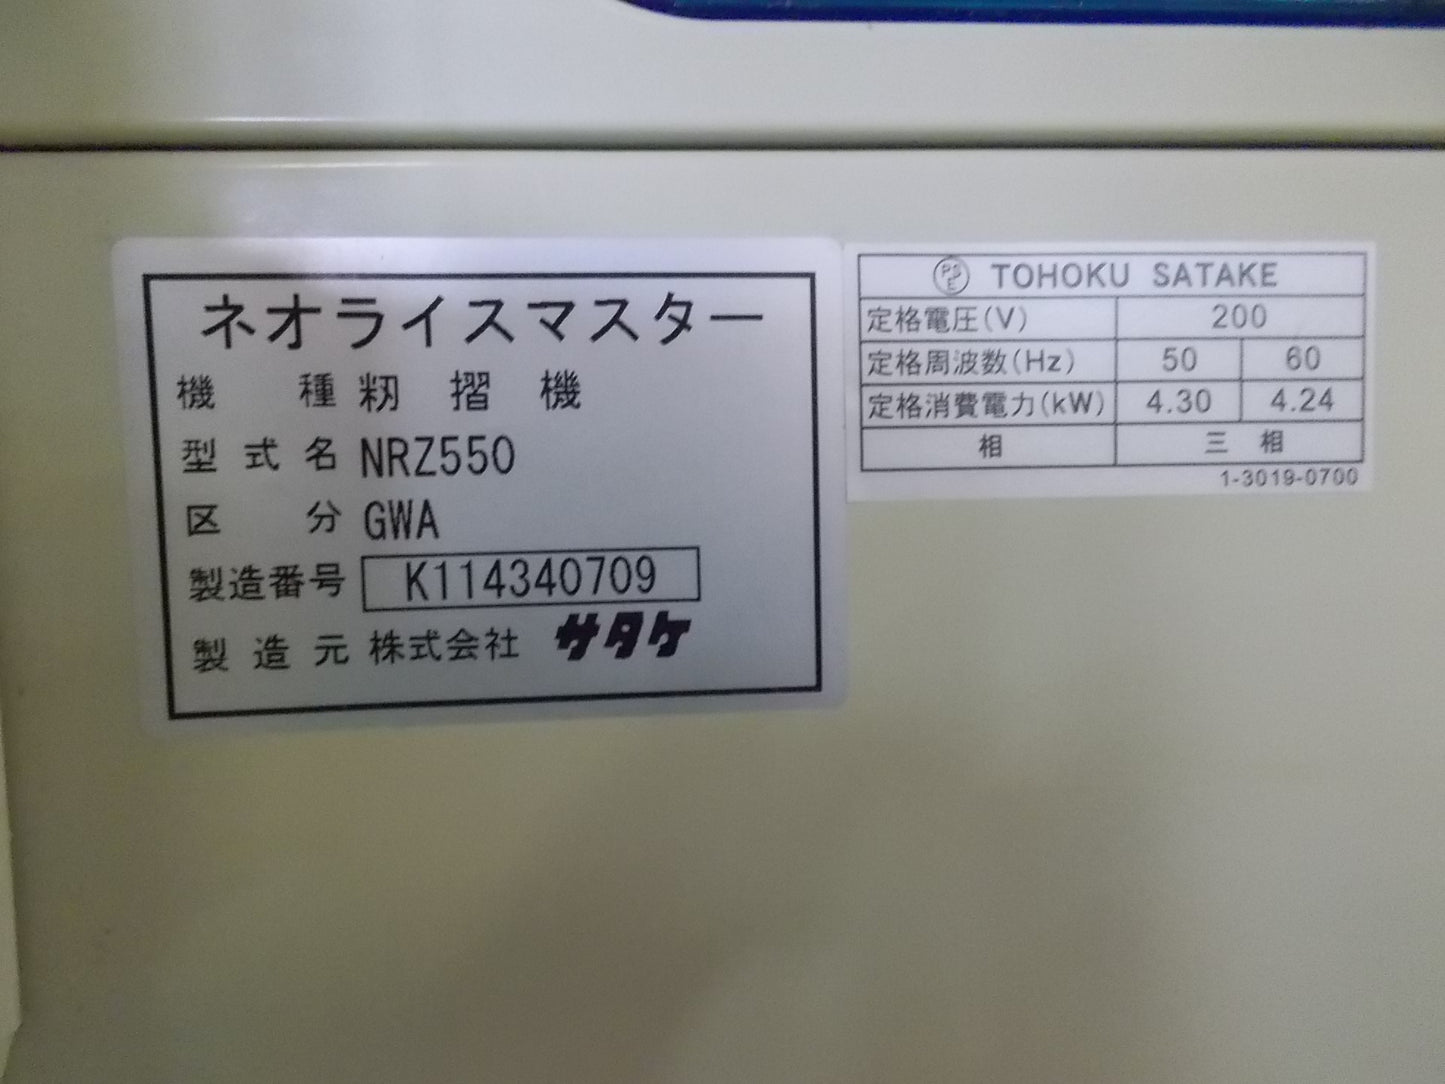 ネオライスマスター
機種 籾摺機
型式名 NRZ550
区分 GWA
製造番号 K114340709
製造元 株式会社 サタケ
PSE TOHOKU SATAKE
定格電圧(V) 200
定格周波数(Hz) 50 60
定格消費電力(kW) 4.30 4.24
相 三相
1-3019-0700